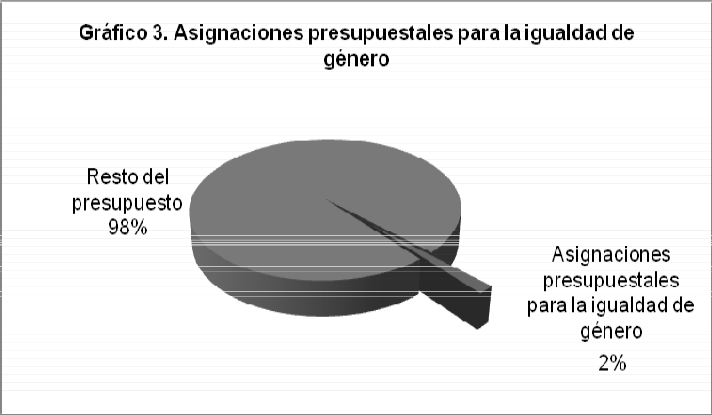 Gráfico 3. Asignaciones presupuestales para la igualdad de
género
Resto del
presupuesto
98%
Asignaciones
presupuestales
para la igualdad de
género
2%